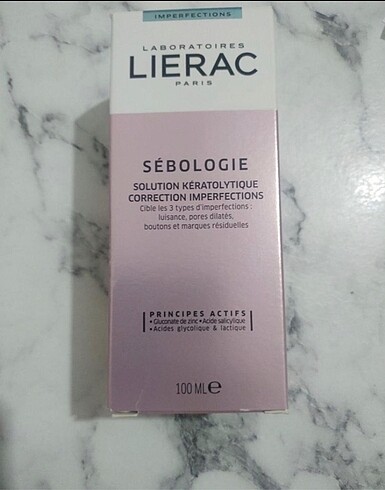 IMPERFECTIONS
LABORATOIRES
LIERAC
PARIS
SÉBOLOGIE
SOLUTION KÉRATOLYTIQUE
CORRECTION IMPERFECTIONS
Cible les 3 types d'imperfections :
luisance, pores dilatés,
boutons et marques résiduelles
PRINCIPES ACTIFS
• Gluconate de zinc • Acide salicylique
• Acides glycolique & lactique
100 ML e